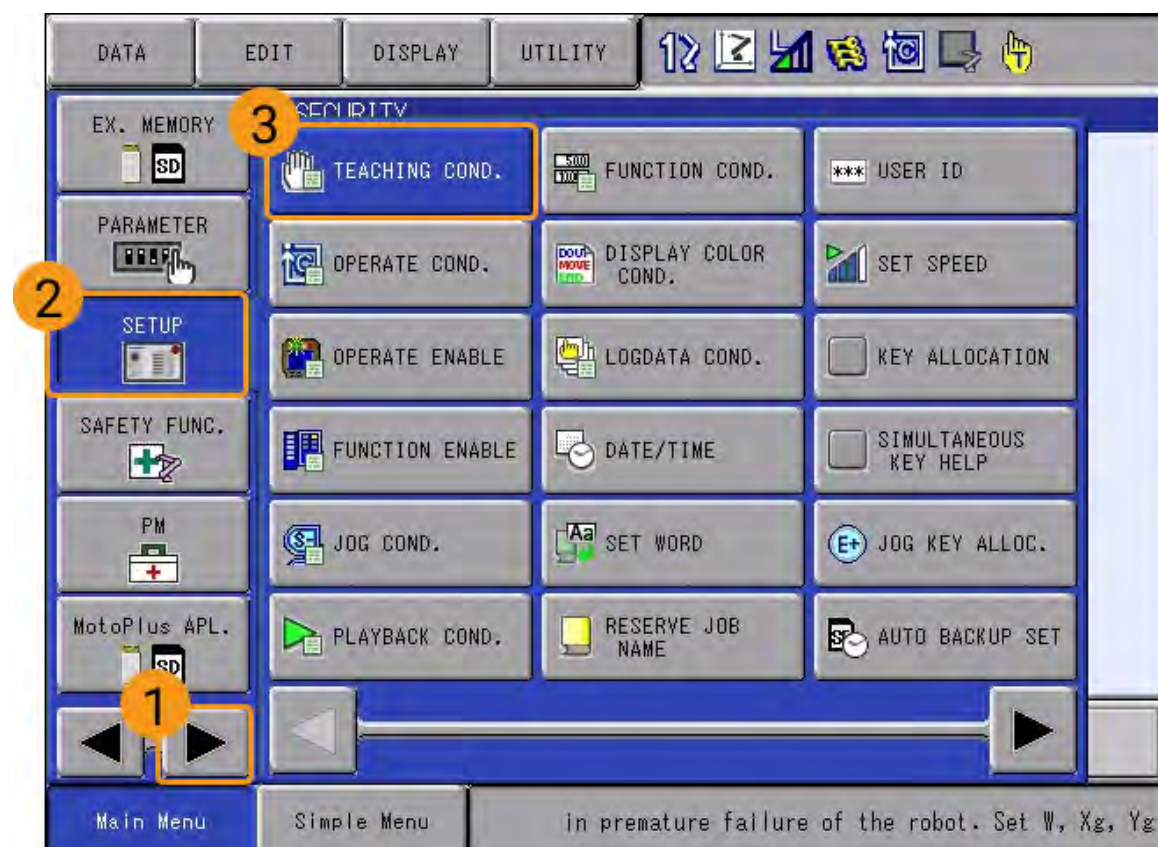 DATA EDIT DISPLAY UTILITY
EX. MEMORY
SD
PARAMETER
SETUP
SAFETY FUNC.
PM
MotoPlus APL.
SD
1
2
3
SECURITY
TEACHING COND.
FUNCTION COND.
*** USER ID
OPERATE COND.
DISPLAY COLOR
COND.
SET SPEED
OPERATE ENABLE
LOGDATA COND.
KEY ALLOCATION
FUNCTION ENABLE
DATE/TIME
SIMULTANEOUS
KEY HELP
JOG COND.
Aa
SET WORD
E+
JOG KEY ALLOC.
PLAYBACK COND.
RESERVE JOB
NAME
AUTO BACKUP SET
Main Menu
Simple Menu
in premature failure of the robot. Set W, Xg, Yg